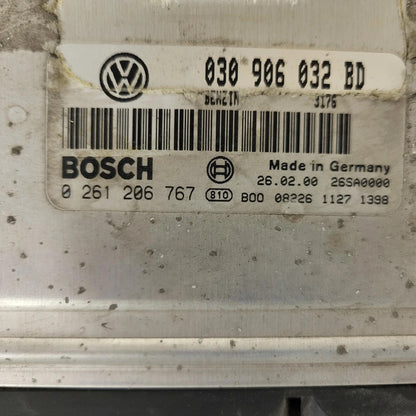 030 906 032 BD
BENZIN 3176
BOSCH Made in Germany
26.02.00 26SA0000
0 261 206 767 810 B00 08226 1127 1398